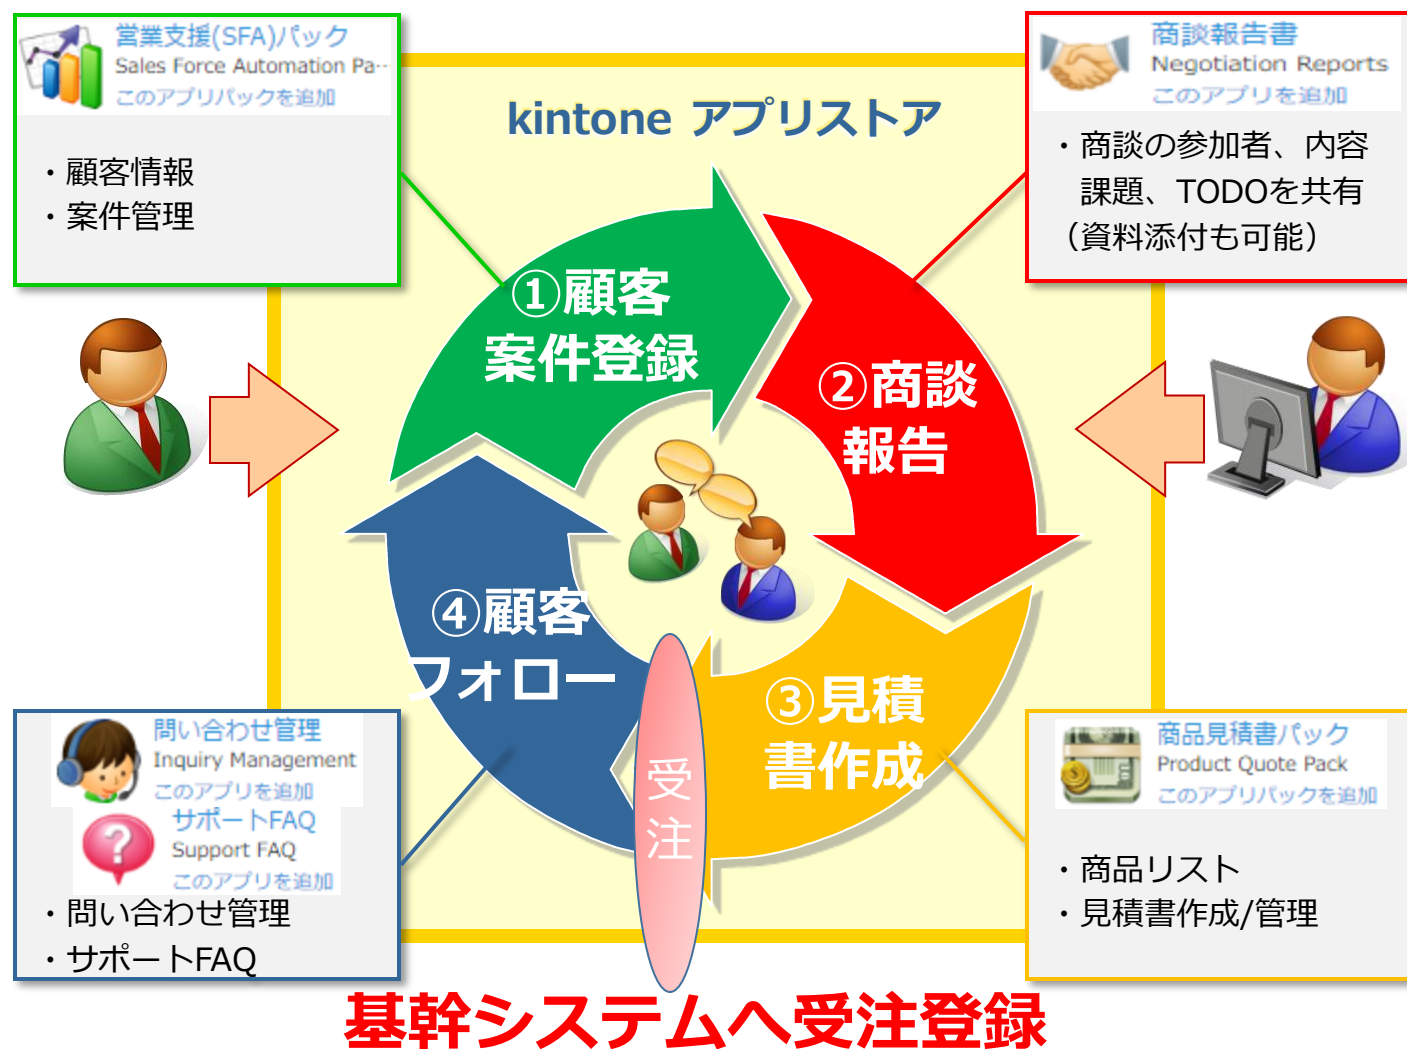 営業支援(SFA)パック
Sales Force Automation Pa…
このアプリパックを追加
・顧客情報
・案件管理
商談報告書
Negotiation Reports
このアプリを追加
・商談の参加者、内容
課題、TODOを共有
（資料添付も可能）
kintone アプリストア
①顧客
案件登録
②商談
報告
④顧客
フォロー
③見積
書作成
受
注
問い合わせ管理
Inquiry Management
このアプリを追加
サポートFAQ
Support FAQ
このアプリを追加
・問い合わせ管理
・サポートFAQ
商品見積書パック
Product Quote Pack
このアプリパックを追加
・商品リスト
・見積書作成/管理
基幹システムへ受注登録